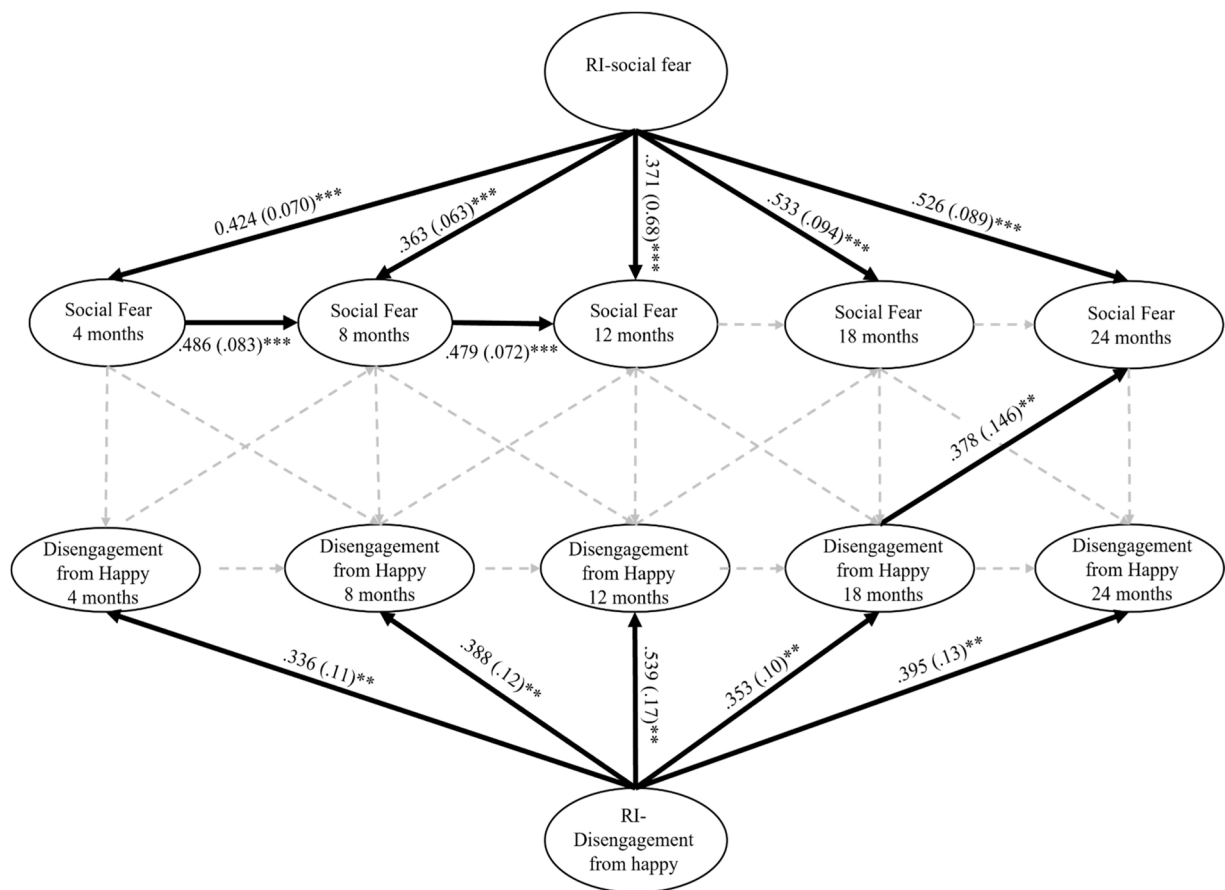 RI-social fear
0.424 (0.070)***
.363 (.063)***
.371 (0.68)****
.533 (.094)***
.526 (.089)***
Social Fear
4 months
Social Fear
8 months
Social Fear
12 months
Social Fear
18 months
Social Fear
24 months
.486 (.083)***
.479 (.072)***
.378 (.146)**
Disengagement
from Happy
4 months
Disengagement
from Happy
8 months
Disengagement
from Happy
12 months
Disengagement
from Happy
18 months
Disengagement
from Happy
24 months
.336 (.11)**
.388 (.12)**
.539 (.17)**
.353 (.10)**
.395 (.13)**
RI-
Disengagement
from happy